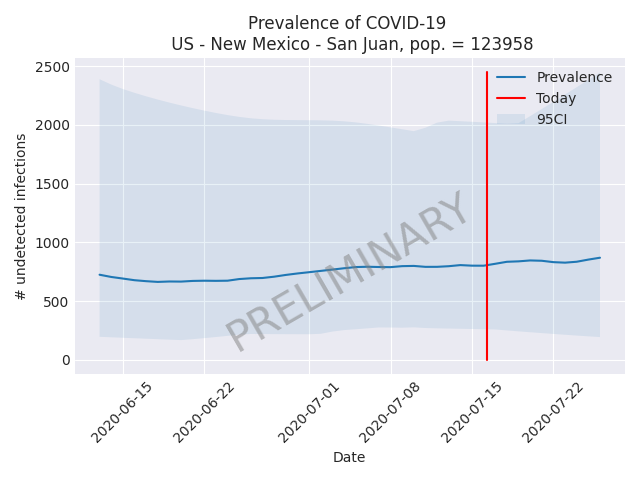 Prevalence of COVID-19
US - New Mexico - San Juan, pop. = 123958
# undetected infections
2500
2000
1500
1000
500
0
Prevalence
Today
95CI
PRELIMINARY
2020-06-15
2020-06-22
2020-07-01
2020-07-08
2020-07-15
2020-07-22
Date